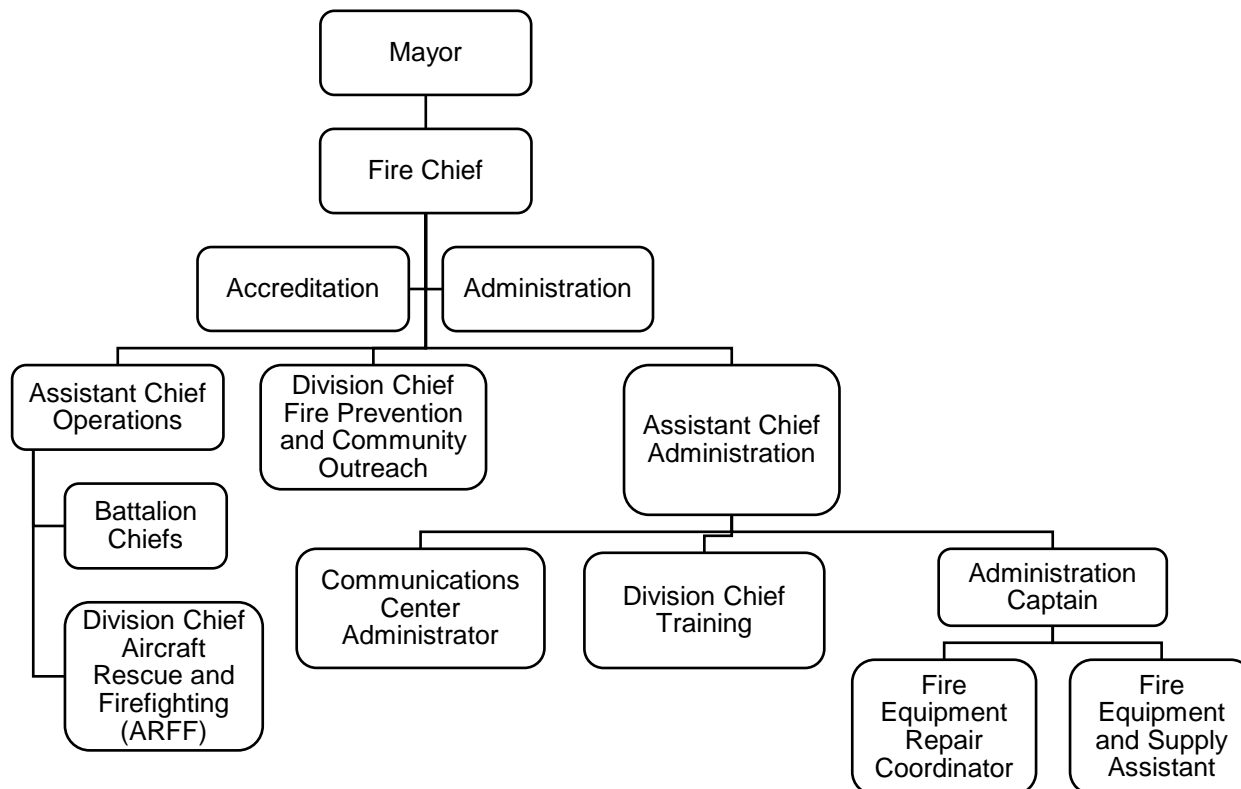 Mayor
Fire Chief
Accreditation
Administration
Assistant Chief
Operations
Division Chief
Fire Prevention
and Community
Outreach
Assistant Chief
Administration
Battalion
Chiefs
Division Chief
Aircraft
Rescue and
Firefighting
(ARFF)
Communications
Center
Administrator
Division Chief
Training
Administration
Captain
Fire
Equipment
Repair
Coordinator
Fire
Equipment
and Supply
Assistant